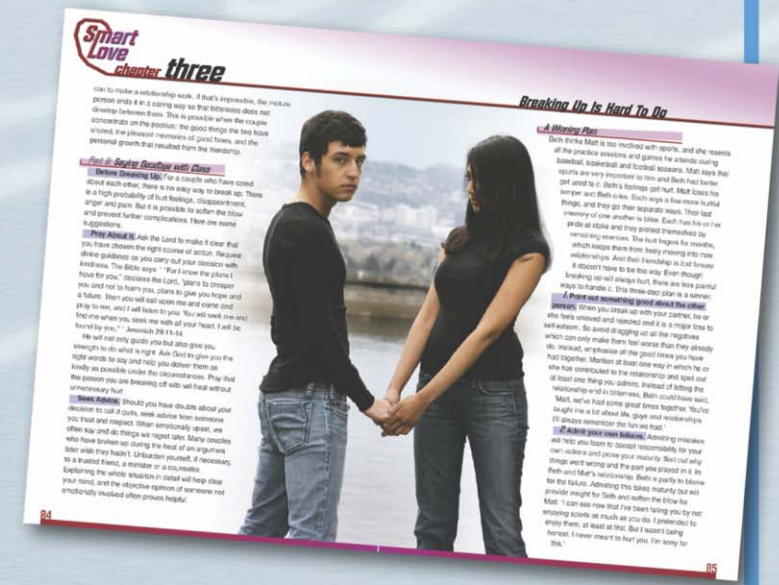 Smart
Love
chapter three
can to make a relationship work. If that's impossible, the mature
person ends it in a caring way so that bitterness does not
develop between them. This is possible when the couple
concentrate on the positive: the good things the two have
shared, the pleasant memories of good times, and the
personal growth that resulted from the friendship.
Saying Goodbye with Class
Before Breaking Up. For a couple who have cared
about each other, there is no easy way to break up. There
is a high probability of hurt feelings, disappointment,
anger and pain. But it is possible to soften the blow
and prevent further complications. Here are some
suggestions.
Pray About It. Ask the Lord to make it clear that
you have chosen the right course of action. Request
divine guidance as you carry out your decision with
kindness. The Bible says " 'For I know the plans I
have for you,' declares the Lord, 'plans to prosper
you and not to harm you, plans to give you hope and
a future. Then you will call upon me and come and
pray to me, and I will listen to you. You will seek me and
find me when you seek me with all your heart. I will be
found by you,' " Jeremiah 29:11-14.
He will not only guide you but also give you
strength to do what is right. Ask God to give you the
right words to say and help you deliver them as
kindly as possible under the circumstances. Pray that
the person you are breaking off with will heal without
unnecessary hurt.
Seek Advice. Should you have doubts about your
decision to call it quits, seek advice from someone
you trust and respect. When emotionally upset, we
often say and do things we regret later. Many couples
who have broken up during the heat of an argument
later wish they hadn't. Unburden yourself, if necessary,
to a trusted friend, a minister or a counsellor.
Explaining the whole situation in detail will help clear
your mind, and the objective opinion of someone not
emotionally involved often proves helpful.
84
Breaking Up Is Hard To Do
A Winning Plan
Beth thinks Matt is too involved with sports, and she resents
all the practice sessions and games he attends during
baseball, basketball and football seasons. Matt says that
sports are very important to him and Beth had better
get used to it. Beth's feelings get hurt. Matt loses his
temper and Beth cries. Each says a few more hurtful
things, and they go their separate ways. Their last
memory of one another is bitter. Each has his or her
pride at stake and they protect themselves by
remaining enemies. The hurt lingers for months,
which keeps them from freely moving into new
relationships. And their friendship is lost forever.
It doesn't have to be this way. Even though
breaking up will always hurt, there are less painful
ways to handle it. This three-step plan is a winner:
1. Point out something good about the other
person. When you break up with your partner, he or
she feels unloved and rejected and it is a major loss to
self-esteem. So avoid dragging up all the negatives
which can only make them feel worse than they already
do. Instead, emphasise all the good times you have
had together. Mention at least one way in which he or
she has contributed to the relationship and spell out
at least one thing you admire. Instead of letting the
relationship end in bitterness, Beth could have said,
'Matt, we've had some great times together. You've
taught me a lot about life, guys and relationships.
I'll always remember the fun we had.'
2. Admit your own failures. Admitting mistakes
will help you learn to accept responsibility for your
own actions and prove your maturity. Sort out why
things went wrong and the part you played in it. In
Beth and Matt's relationship, Beth is partly to blame
for the failure. Admitting this takes maturity but will
provide insight for Beth and soften the blow for
Matt. 'I can see now that I've been failing you by not
enjoying sports as much as you do. I pretended to
enjoy them, at least at first. But I wasn't being
honest. I never meant to hurt you. I'm sorry for
this.'
85